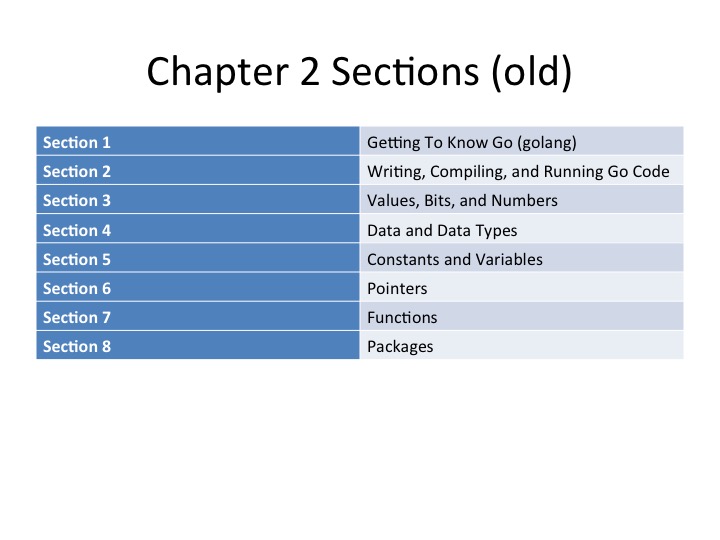 Chapter 2 Sections (old)
Section 1 Getting To Know Go (golang)
Section 2 Writing, Compiling, and Running Go Code
Section 3 Values, Bits, and Numbers
Section 4 Data and Data Types
Section 5 Constants and Variables
Section 6 Pointers
Section 7 Functions
Section 8 Packages